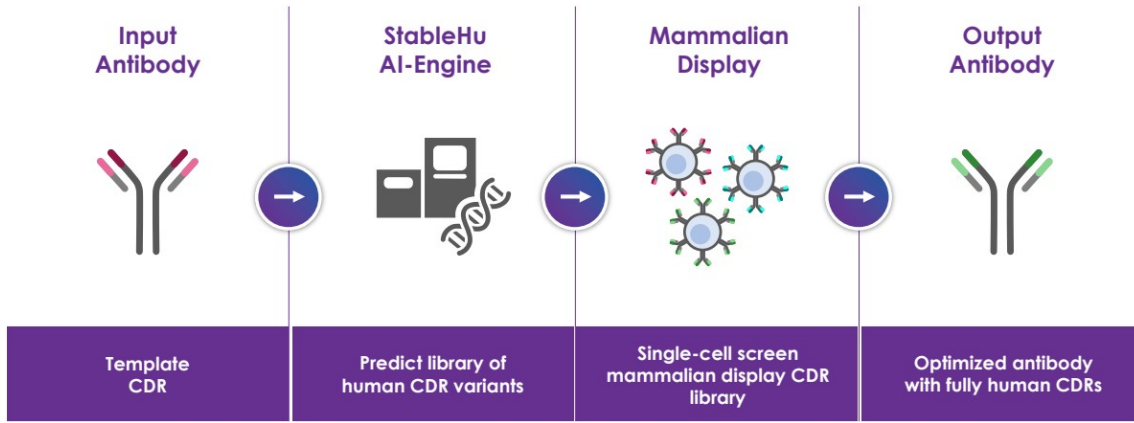 Input
Antibody
StableHu
AI-Engine
Mammalian
Display
Output
Antibody
Template
CDR
Predict library of
human CDR variants
Single-cell screen
mammalian display CDR
library
Optimized antibody
with fully human CDRs